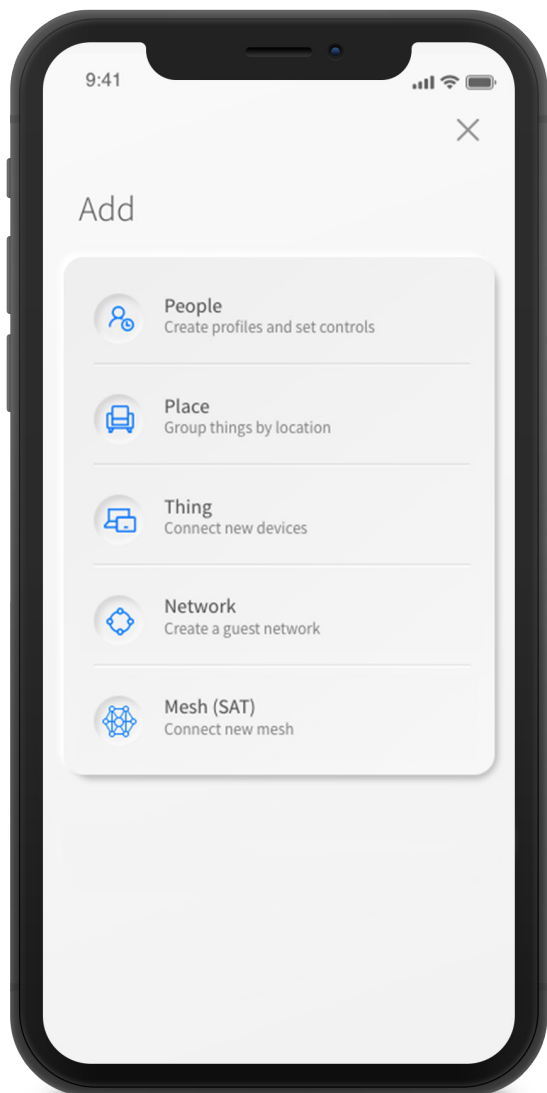 9:41
Add
People
Create profiles and set controls
Place
Group things by location
Thing
Connect new devices
Network
Create a guest network
Mesh (SAT)
Connect new mesh